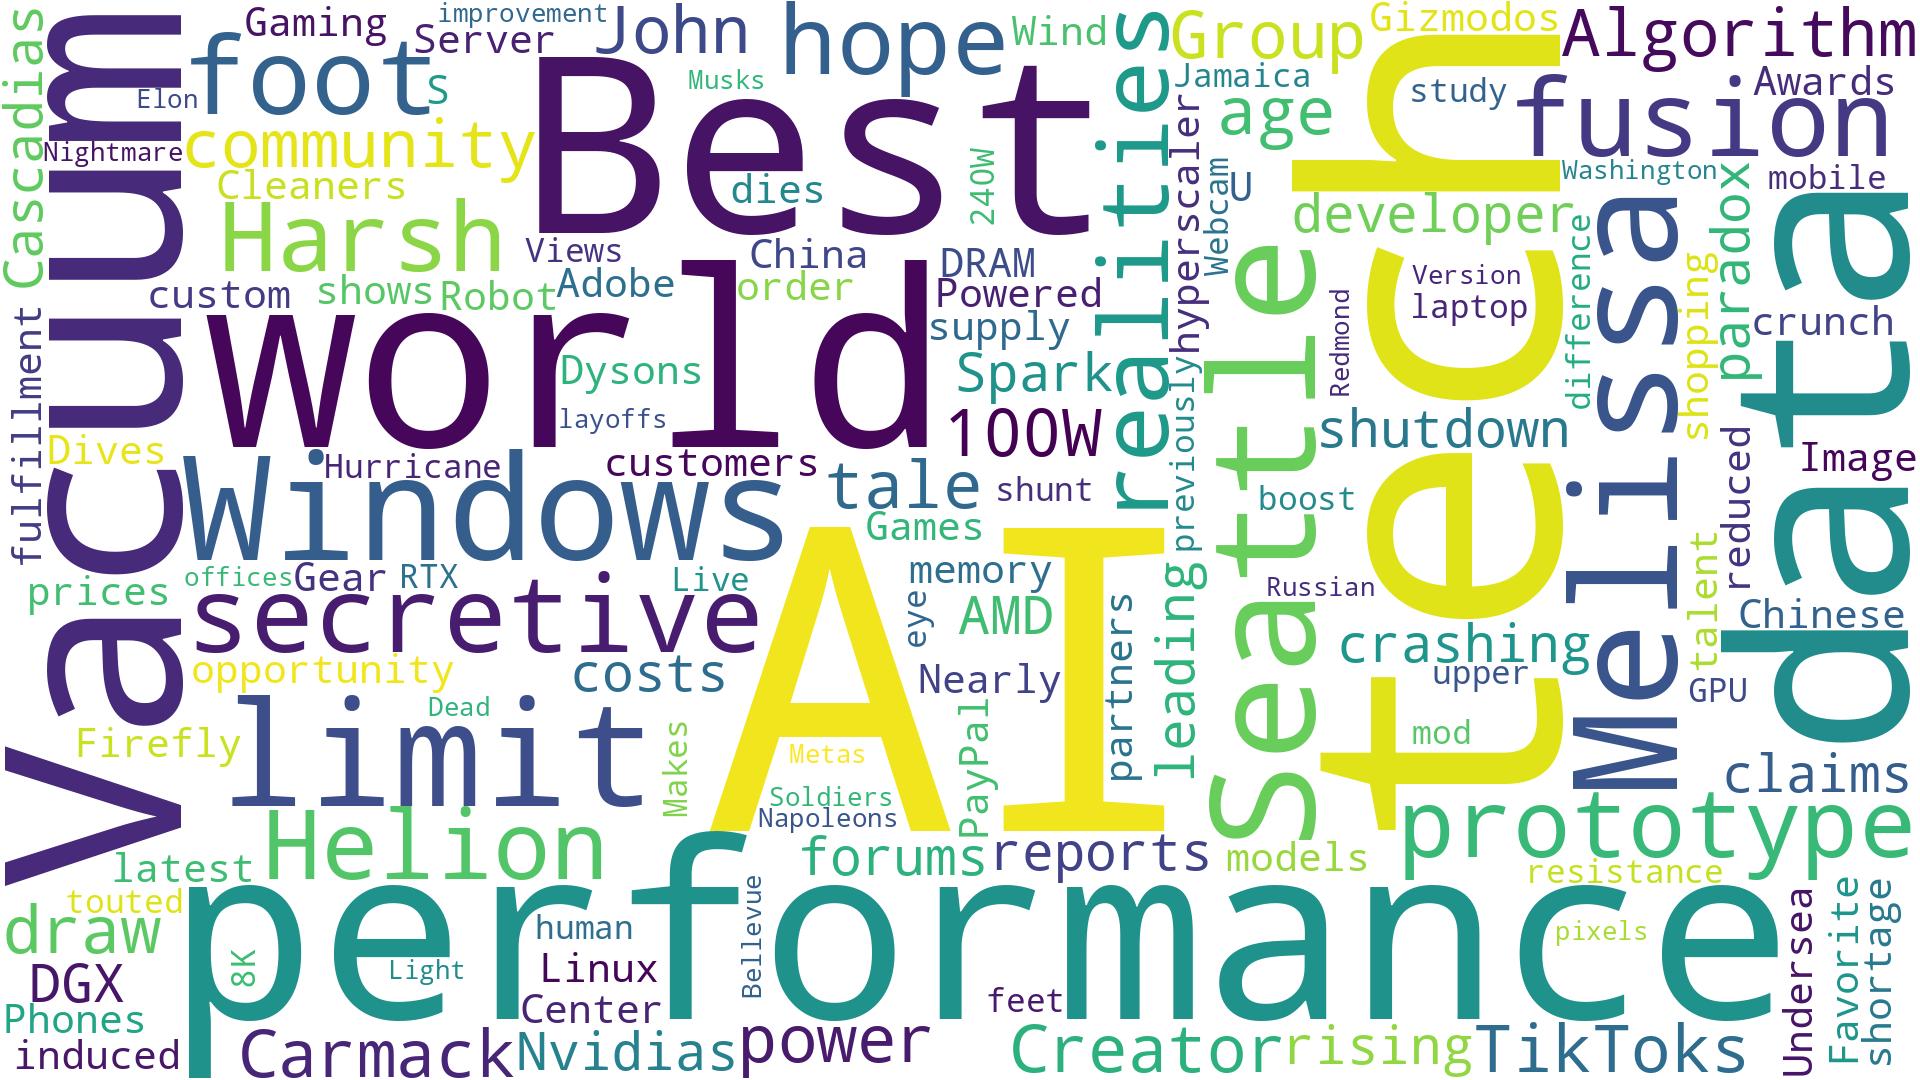 Cascadias
Vacuum
Gaming
improvement
Server
John
hope
Wind
realities
Group
Gizmodos
Algorithm
foot
S
Elon
Best
Musks
Jamaica
study
Awards
fusion
age
tech
Nightmare
community
Cleaners
dies
240W
hyperscaler
Webcam
U
Washington
mobile
Harsh
developer
difference
Melissa
paradox
data
Views
China
DRAM
Adobe
order
Powered
custom
shows
Robot
world
supply
Seattle
Version
laptop
Redmond
shopping
crunch
fulfillment
Dysons
Spark
previously
layoffs
100W
shutdown
Dives
Hurricane
customers
Image
Windows
tale
shunt
boost
reduced
Games
talent
prices
offices
Gear
RTX
Live
memory
leading
Russian
secretive
eye
AMD
partners
Chinese
AI
crashing
opportunity
costs
Nearly
upper
GPU
limit
Dead
Makes
PayPal
mod
Firefly
Metas
claims
Soldiers
Napoleons
prototype
Helion
forums
reports
models
latest
resistance
touted
performance
draw
Bellevue
human
pixels
Undersea
Favorite
shortage
8K
Light
Linux
DGX
feet
Phones
Center
induced
Carmack
Nvidias
power
Creator
rising
TikToks